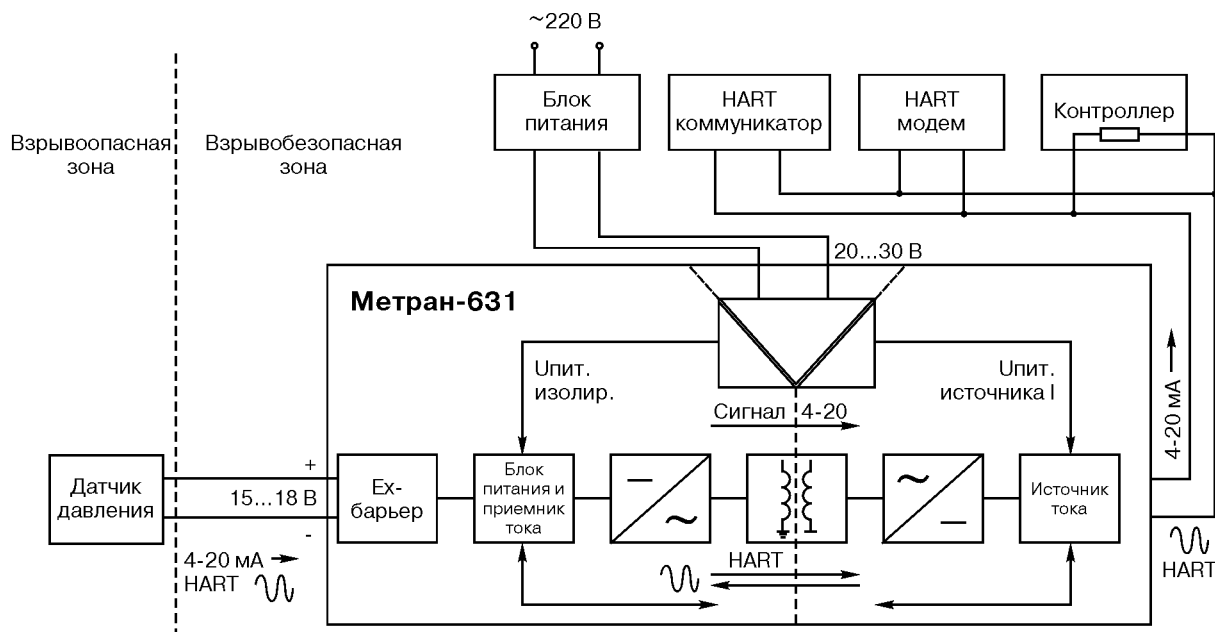 ~220 В
Блок
питания
HART
коммуникатор
HART
модем
Контроллер
Взрывоопасная
зона
Взрывобезопасная
зона
20...30 В
Метран-631
Uпит.
изолир.
Uпит.
источника I
Сигнал 4-20
4-20 мА
Датчик
давления
+
15...18 В
-
Ex-
барьер
Блок
питания и
приемник
тока
Источник
тока
4-20 мА
HART
HART
HART